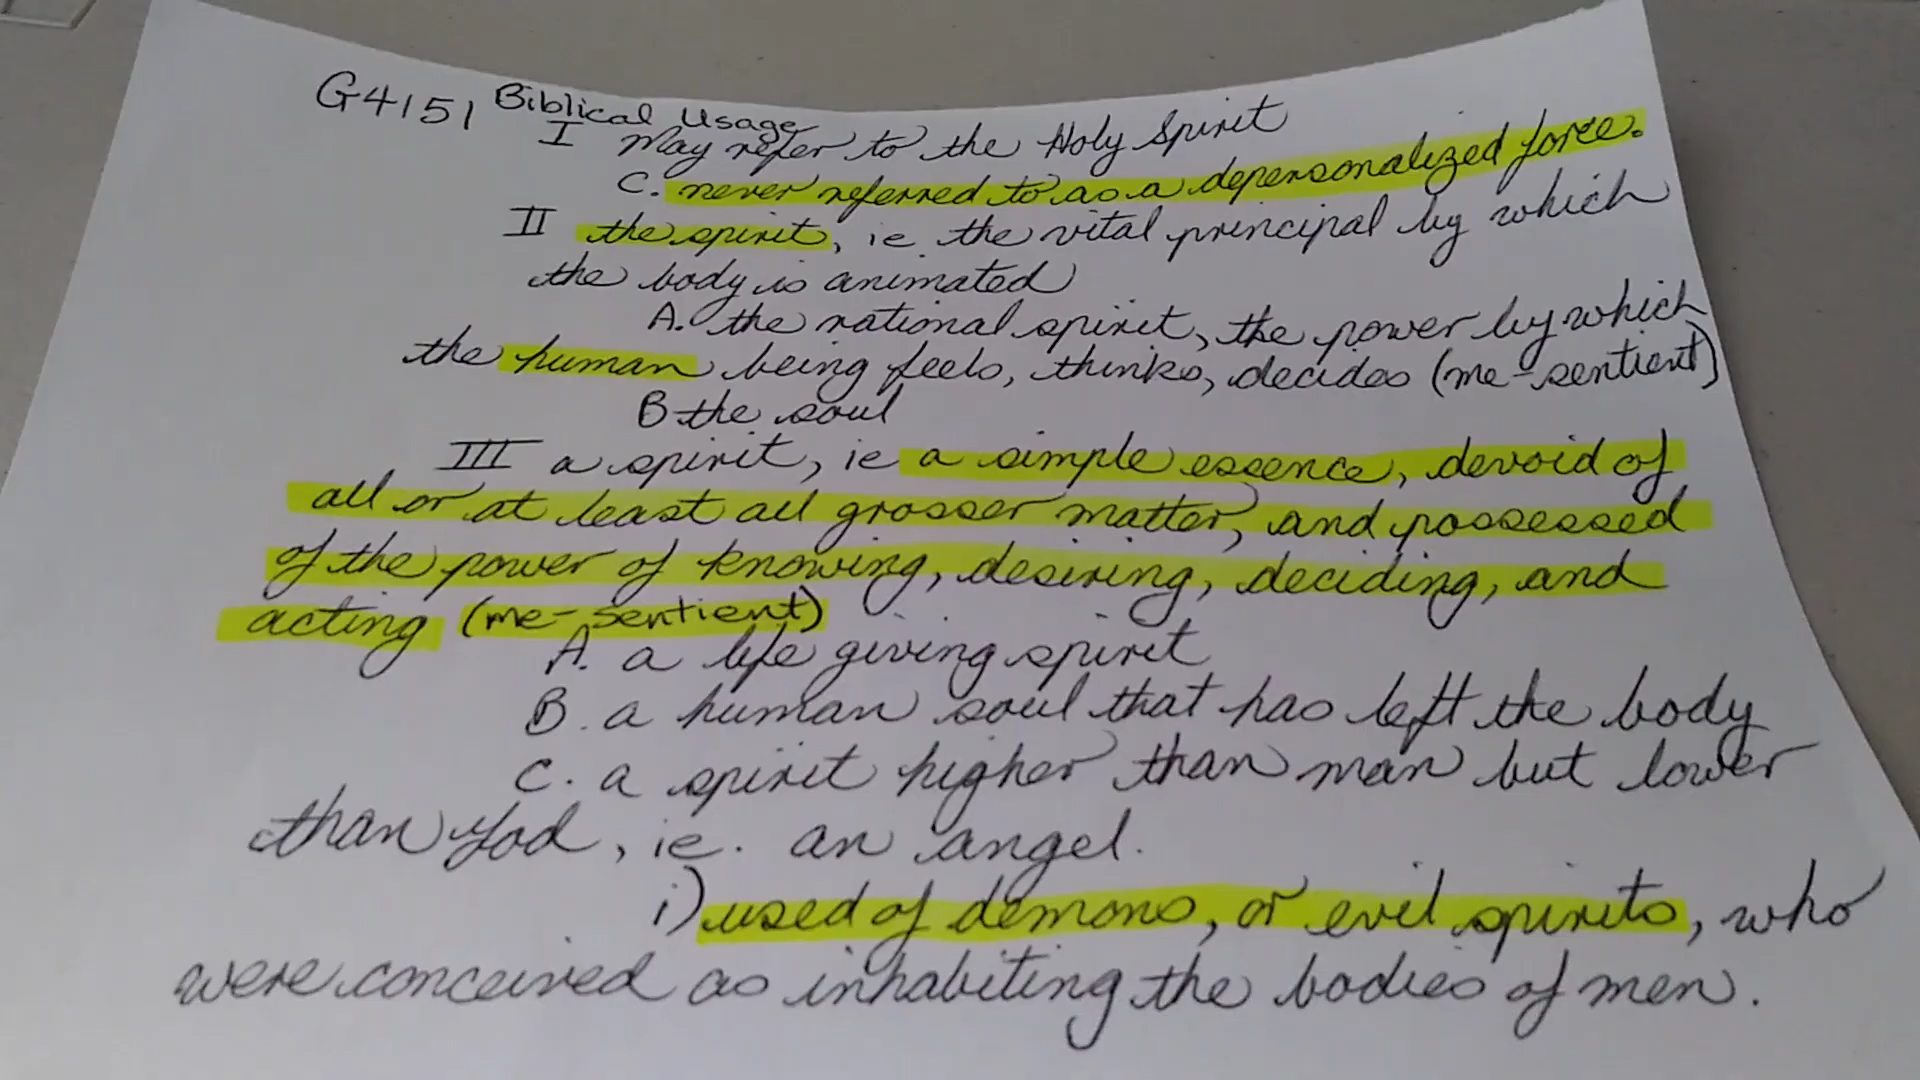 G4151 Biblical Usage
I May refer to the Holy Spirit
C. never referred to as a depersonalized force.
II the spirit, ie the vital principal by which
the body is animated
A. the rational spirit, the power by which
the human being feels, thinks, decides (me-sentient)
B the soul
III a spirit, ie a simple essence, devoid of
all or at least all grosser matter, and possessed
of the power of knowing, desiring, deciding, and
acting (me-sentient)
A. a life giving spirit
B. a human soul that has left the body
C. a spirit higher than man but lower
than God, ie. an angel.
i) used of demons, or evil spirits, who
were conceived as inhabiting the bodies of men.